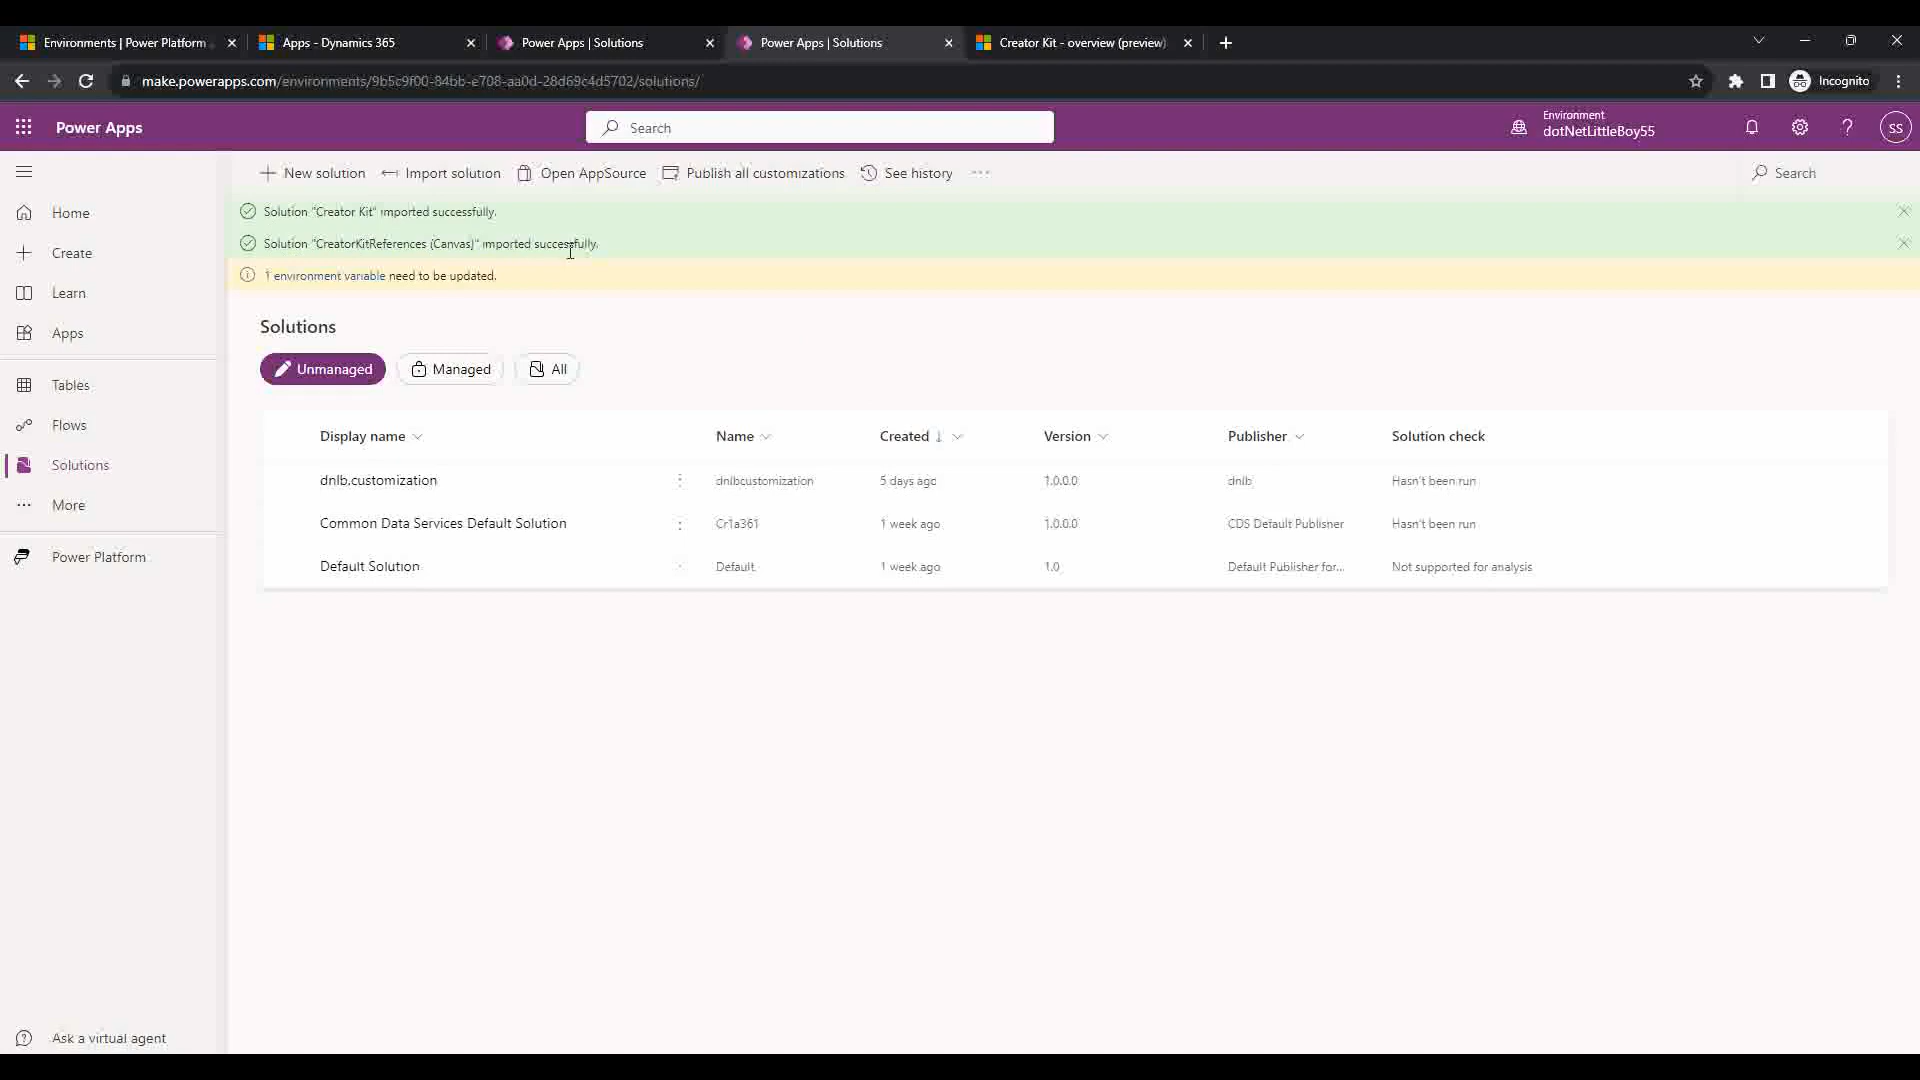 Environments | Power Platform
Apps - Dynamics 365
Power Apps | Solutions
Power Apps | Solutions
Creator Kit - overview (preview)
make.powerapps.com/environments/9b5c9f00-84bb-e708-aa0d-28d69c4d5702/solutions/
Incognito
Power Apps
Search
Environment
dotNetLittleBoy55
SS
New solution
Import solution
Open AppSource
Publish all customizations
See history
Search
Solution "Creator Kit" imported successfully.
Solution "CreatorKitReferences (Canvas)" imported successfully.
1 environment variable need to be updated.
Home
Create
Learn
Apps
Tables
Flows
Solutions
More
Power Platform
Ask a virtual agent
Solutions
Unmanaged
Managed
All
Display name
Name
Created
Version
Publisher
Solution check
dnlb.customization
dnlbcustomization
5 days ago
1.0.0.0
dnlb
Hasn't been run
Common Data Services Default Solution
Cr1a361
1 week ago
1.0.0.0
CDS Default Publisher
Hasn't been run
Default Solution
Default
1 week ago
1.0
Default Publisher for...
Not supported for analysis